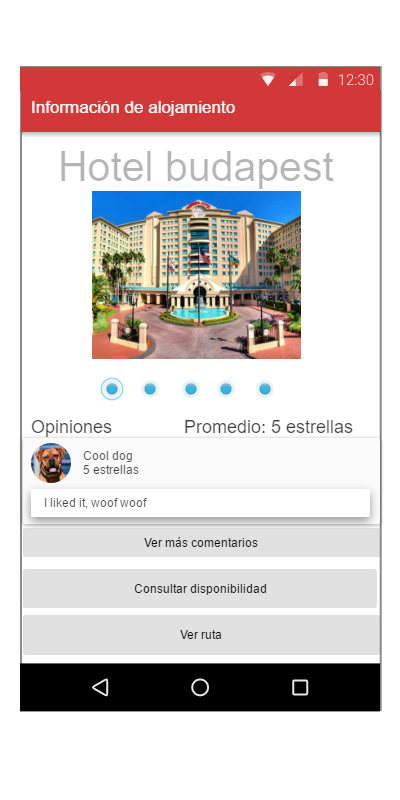 12:30
Información de alojamiento
Hotel budapest
Opiniones Promedio: 5 estrellas
Cool dog
5 estrellas
I liked it, woof woof
Ver más comentarios
Consultar disponibilidad
Ver ruta